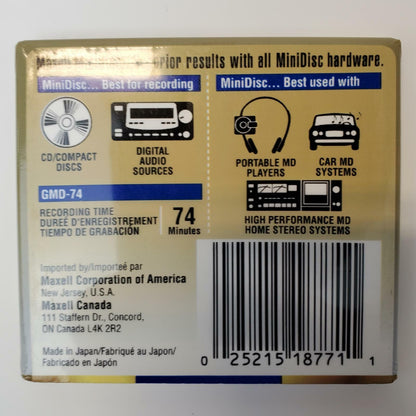 rior results with all MiniDisc hardware.
MiniDisc... Best for recording
MiniDisc... Best used with
CD/COMPACT
DISCS
DIGITAL
AUDIO
SOURCES
PORTABLE MD
PLAYERS
CAR MD
SYSTEMS
HIGH PERFORMANCE MD
HOME STEREO SYSTEMS
GMD-74
RECORDING TIME
DUREÉ D'ENREGISTREMENT
TIEMPO DE GRABACIÓN
74
Minutes
Imported by/importée par
Maxell Corporation of America
New Jersey, U.S.A.
Maxell Canada
111 Staffern Dr., Concord,
ON Canada L4K 2R2
Made in Japan/Fabriqué au Japon/
Fabricado en Japón
0 25215 18771 1